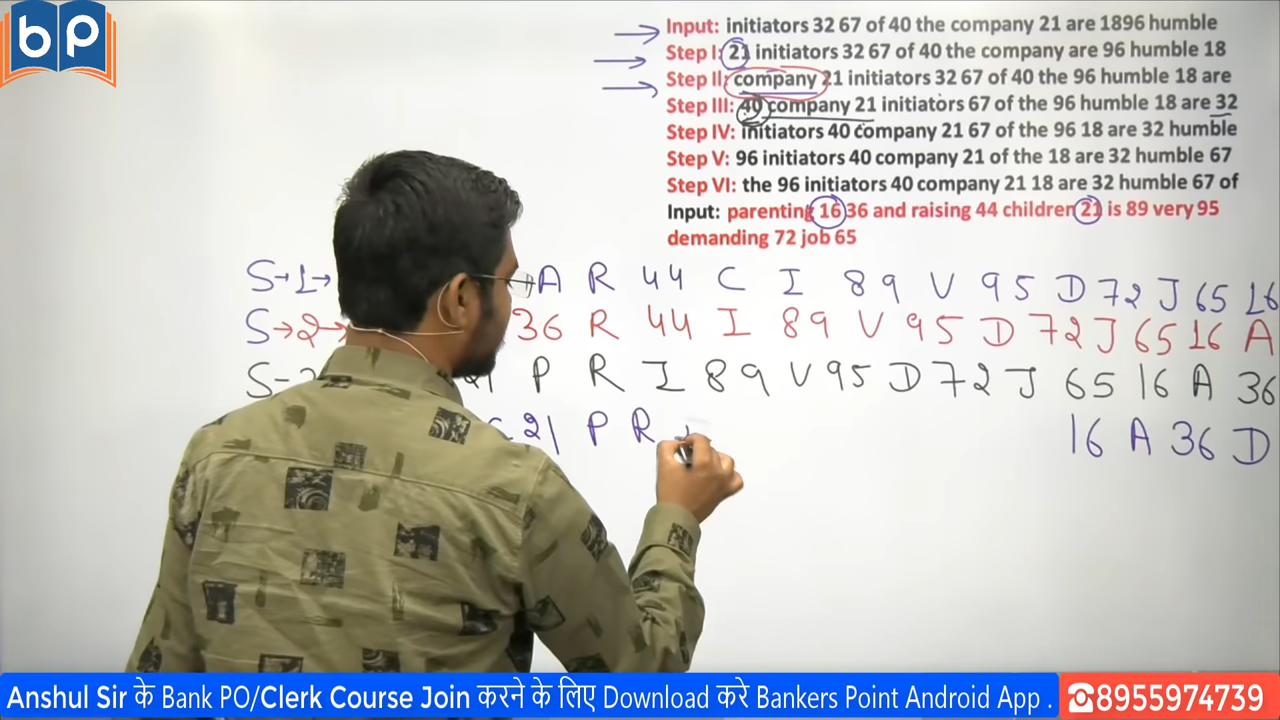 bp
Input: initiators 32 67 of 40 the company 21 are 1896 humble
Step I: 21 initiators 32 67 of 40 the company are 96 humble 18
Step II: company 21 initiators 32 67 of 40 the 96 humble 18 are
Step III: 40 company 21 initiators 67 of the 96 humble 18 are 32
Step IV: initiators 40 company 21 67 of the 96 18 are 32 humble
Step V: 96 initiators 40 company 21 of the 18 are 32 humble 67
Step VI: the 96 initiators 40 company 21 18 are 32 humble 67 of
Input: parenting 16 36 and raising 44 children 21 is 89 very 95
demanding 72 job 65
S→1→ A R 44 C I 89 V 95 D 72 J 65 16
S→2→ 36 R 44 I 89 V 95 D 72 J 65 16 A
S- 21 P R I 89 V 95 D 72 J 65 16 A 36
21 P R 16 A 36 D
Anshul Sir के Bank PO/Clerk Course Join करने के लिए Download करे Bankers Point Android App . ☎8955974739